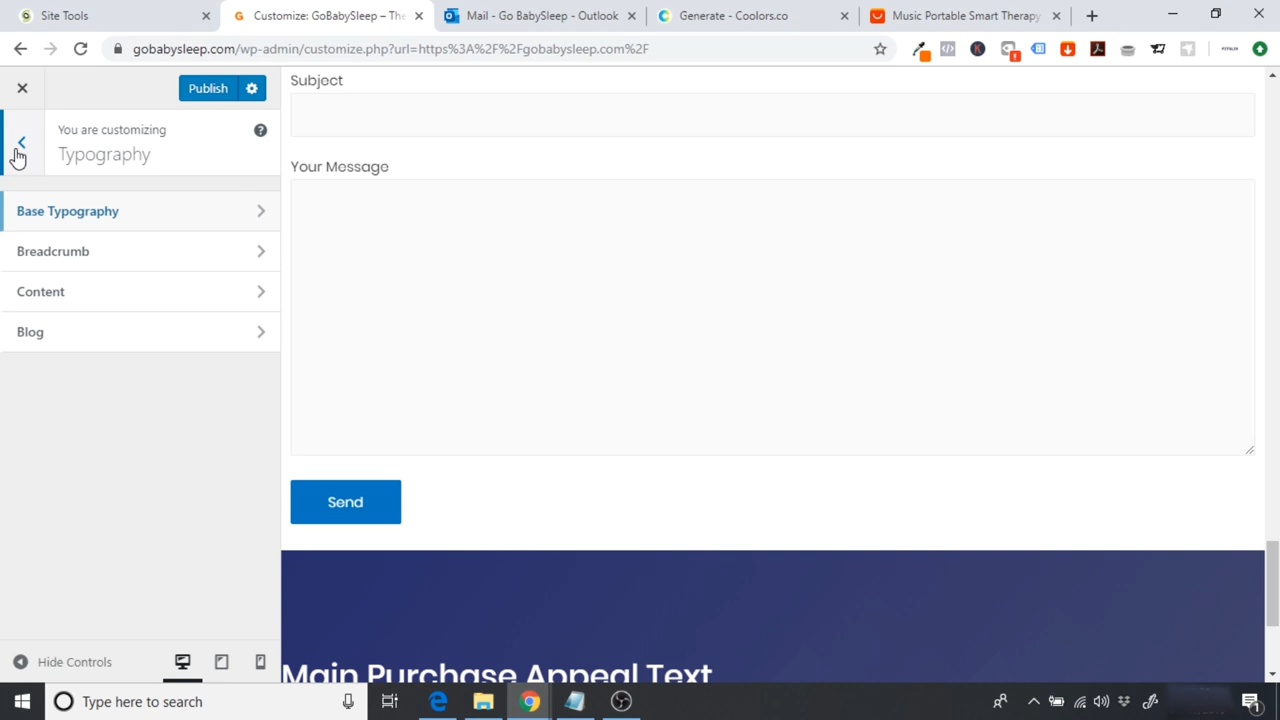 Site Tools
Customize: GoBabySleep – The
Mail - Go BabySleep - Outlook
Generate - Coolors.co
Music Portable Smart Therapy
gobabysleep.com/wp-admin/customize.php?url=https%3A%2F%2Fgobabysleep.com%2F
Publish
You are customizing
Typography
Base Typography
Breadcrumb
Content
Blog
Hide Controls
Subject
Your Message
Send
Main Purchase Appeal Text
Type here to search